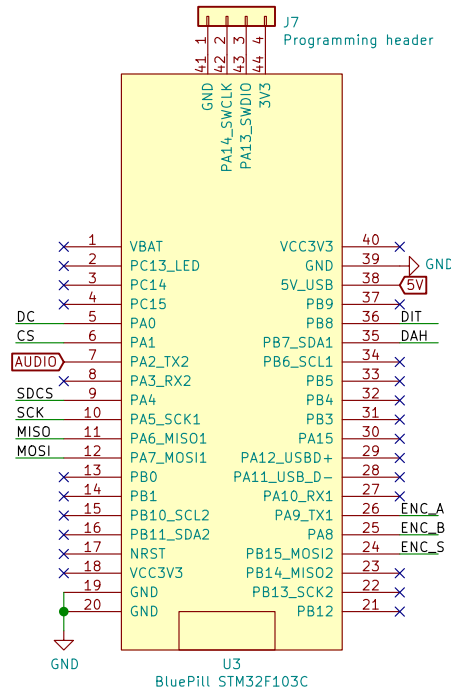 J7
Programming header
41 1
42 2
43 3
44 4
GND
PA14_SWCLK
PA13_SWDIO
3V3
1 VBAT VCC3V3 40
2 PC13_LED GND 39 GND
3 PC14 5V_USB 38 5V
4 PC15 PB9 37
DC 5 PA0 PB8 36 DIT
CS 6 PA1 PB7_SDA1 35 DAH
AUDIO 7 PA2_TX2 PB6_SCL1 34
8 PA3_RX2 PB5 33
SDCS 9 PA4 PB4 32
SCK 10 PA5_SCK1 PB3 31
MISO 11 PA6_MISO1 PA15 30
MOSI 12 PA7_MOSI1 PA12_USBD+ 29
13 PB0 PA11_USB_D- 28
14 PB1 PA10_RX1 27
15 PB10_SCL2 PA9_TX1 26 ENC_A
16 PB11_SDA2 PA8 25 ENC_B
17 NRST PB15_MOSI2 24 ENC_S
18 VCC3V3 PB14_MISO2 23
19 GND PB13_SCK2 22
20 GND PB12 21
GND
U3
BluePill STM32F103C